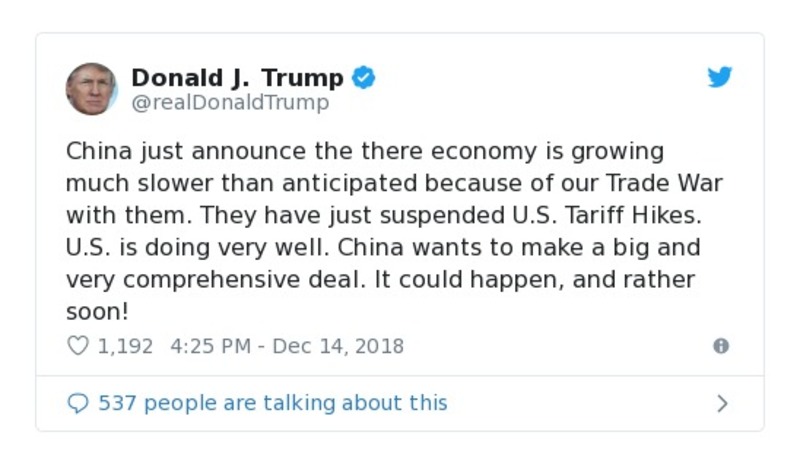 Donald J. Trump
@realDonaldTrump
China just announce the there economy is growing
much slower than anticipated because of our Trade War
with them. They have just suspended U.S. Tariff Hikes.
U.S. is doing very well. China wants to make a big and
very comprehensive deal. It could happen, and rather
soon!
1,192 4:25 PM - Dec 14, 2018
537 people are talking about this